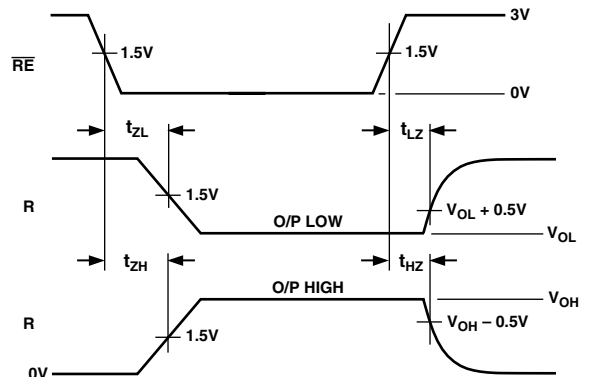 3V
RE
1.5V
1.5V
0V
tZL
tLZ
R
1.5V
O/P LOW
VOL + 0.5V
VOL
tZH
tHZ
O/P HIGH
VOH
R
1.5V
VOH – 0.5V
0V